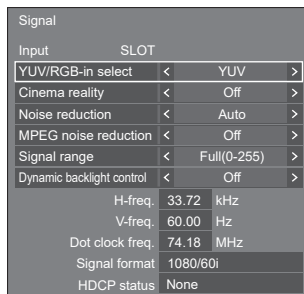 Signal
Input SLOT
YUV/RGB-in select < YUV >
Cinema reality < Off >
Noise reduction < Auto >
MPEG noise reduction < Off >
Signal range < Full(0-255) >
Dynamic backlight control < Off >
H-freq. 33.72 kHz
V-freq. 60.00 Hz
Dot clock freq. 74.18 MHz
Signal format 1080/60i
HDCP status None